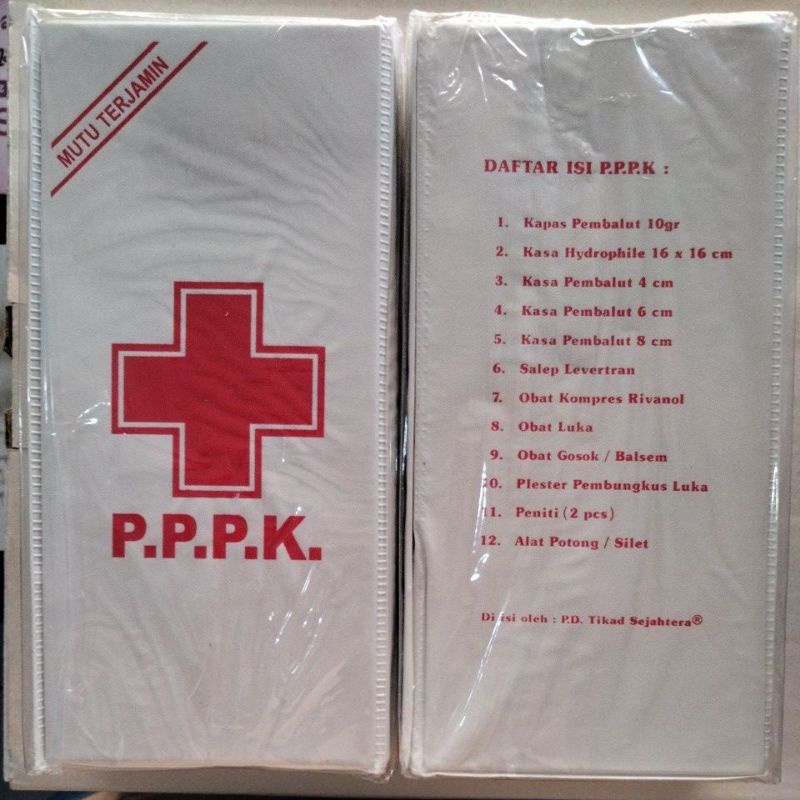 MUTU TERJAMIN
P.P.P.K.
DAFTAR ISI P.P.P.K :
1. Kapas Pembalut 10gr
2. Kasa Hydrophile 16 x 16 cm
3. Kasa Pembalut 4 cm
4. Kasa Pembalut 6 cm
5. Kasa Pembalut 8 cm
6. Salep Levertran
7. Obat Kompres Rivanol
8. Obat Luka
9. Obat Gosok / Balsem
10. Plester Pembungkus Luka
11. Peniti (2 pcs)
12. Alat Potong / Silet
Diisi oleh : P.D. Tikad Sejahtera®